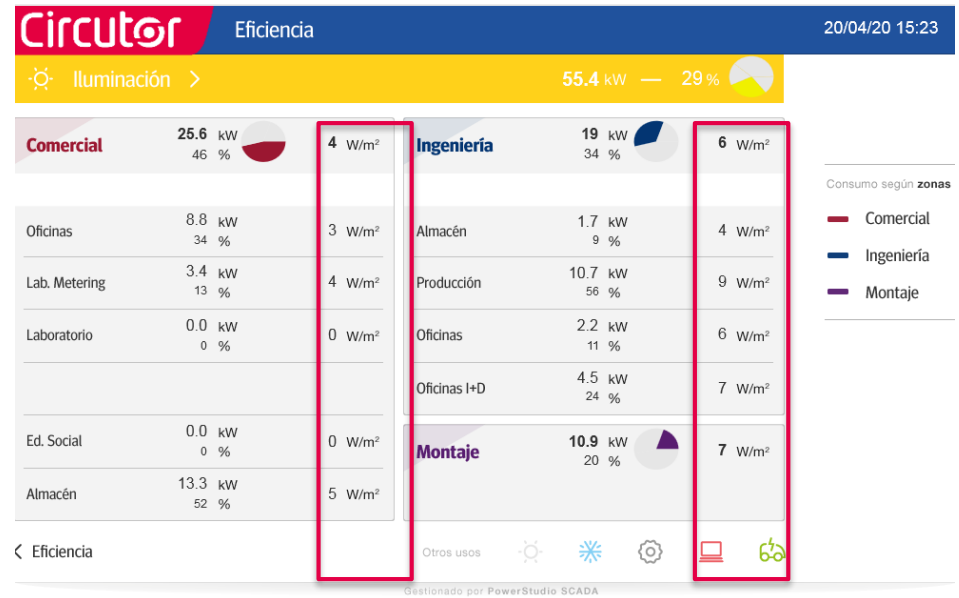 Circutor
Eficiencia
20/04/20 15:23
Iluminación >
55.4 kW — 29 %
Comercial
25.6 kW
46 %
4 W/m²
Oficinas
8.8 kW
34 %
3 W/m²
Lab. Metering
3.4 kW
13 %
4 W/m²
Laboratorio
0.0 kW
0 %
0 W/m²
Ed. Social
0.0 kW
0 %
0 W/m²
Almacén
13.3 kW
52 %
5 W/m²
Ingeniería
19 kW
34 %
6 W/m²
Almacén
1.7 kW
9 %
4 W/m²
Producción
10.7 kW
56 %
9 W/m²
Oficinas
2.2 kW
11 %
6 W/m²
Oficinas I+D
4.5 kW
24 %
7 W/m²
Montaje
10.9 kW
20 %
7 W/m²
Consumo según zonas
Comercial
Ingeniería
Montaje
< Eficiencia
Otros usos
Gestionado por PowerStudio SCADA